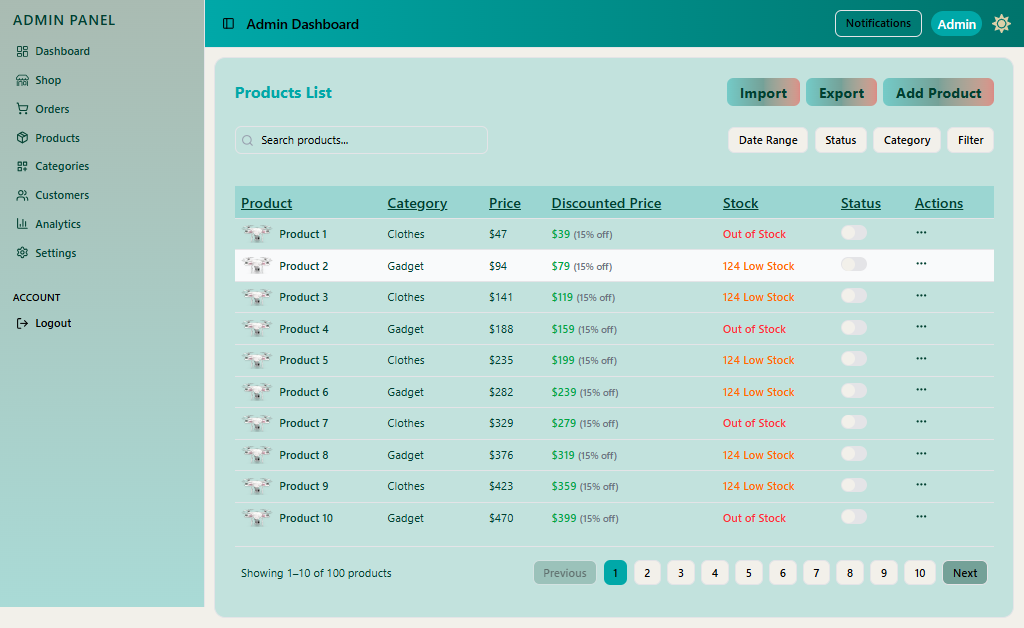 ADMIN PANEL
Dashboard
Shop
Orders
Products
Categories
Customers
Analytics
Settings
ACCOUNT
Logout
Admin Dashboard
Notifications
Admin
Products List
Import
Export
Add Product
Search products...
Date Range
Status
Category
Filter
Product Category Price Discounted Price Stock Status Actions
Product 1 Clothes $47 $39 (15% off) Out of Stock ...
Product 2 Gadget $94 $79 (15% off) 124 Low Stock ...
Product 3 Clothes $141 $119 (15% off) 124 Low Stock ...
Product 4 Gadget $188 $159 (15% off) Out of Stock ...
Product 5 Clothes $235 $199 (15% off) 124 Low Stock ...
Product 6 Gadget $282 $239 (15% off) 124 Low Stock ...
Product 7 Clothes $329 $279 (15% off) Out of Stock ...
Product 8 Gadget $376 $319 (15% off) 124 Low Stock ...
Product 9 Clothes $423 $359 (15% off) 124 Low Stock ...
Product 10 Gadget $470 $399 (15% off) Out of Stock ...
Showing 1–10 of 100 products
Previous 1 2 3 4 5 6 7 8 9 10 Next